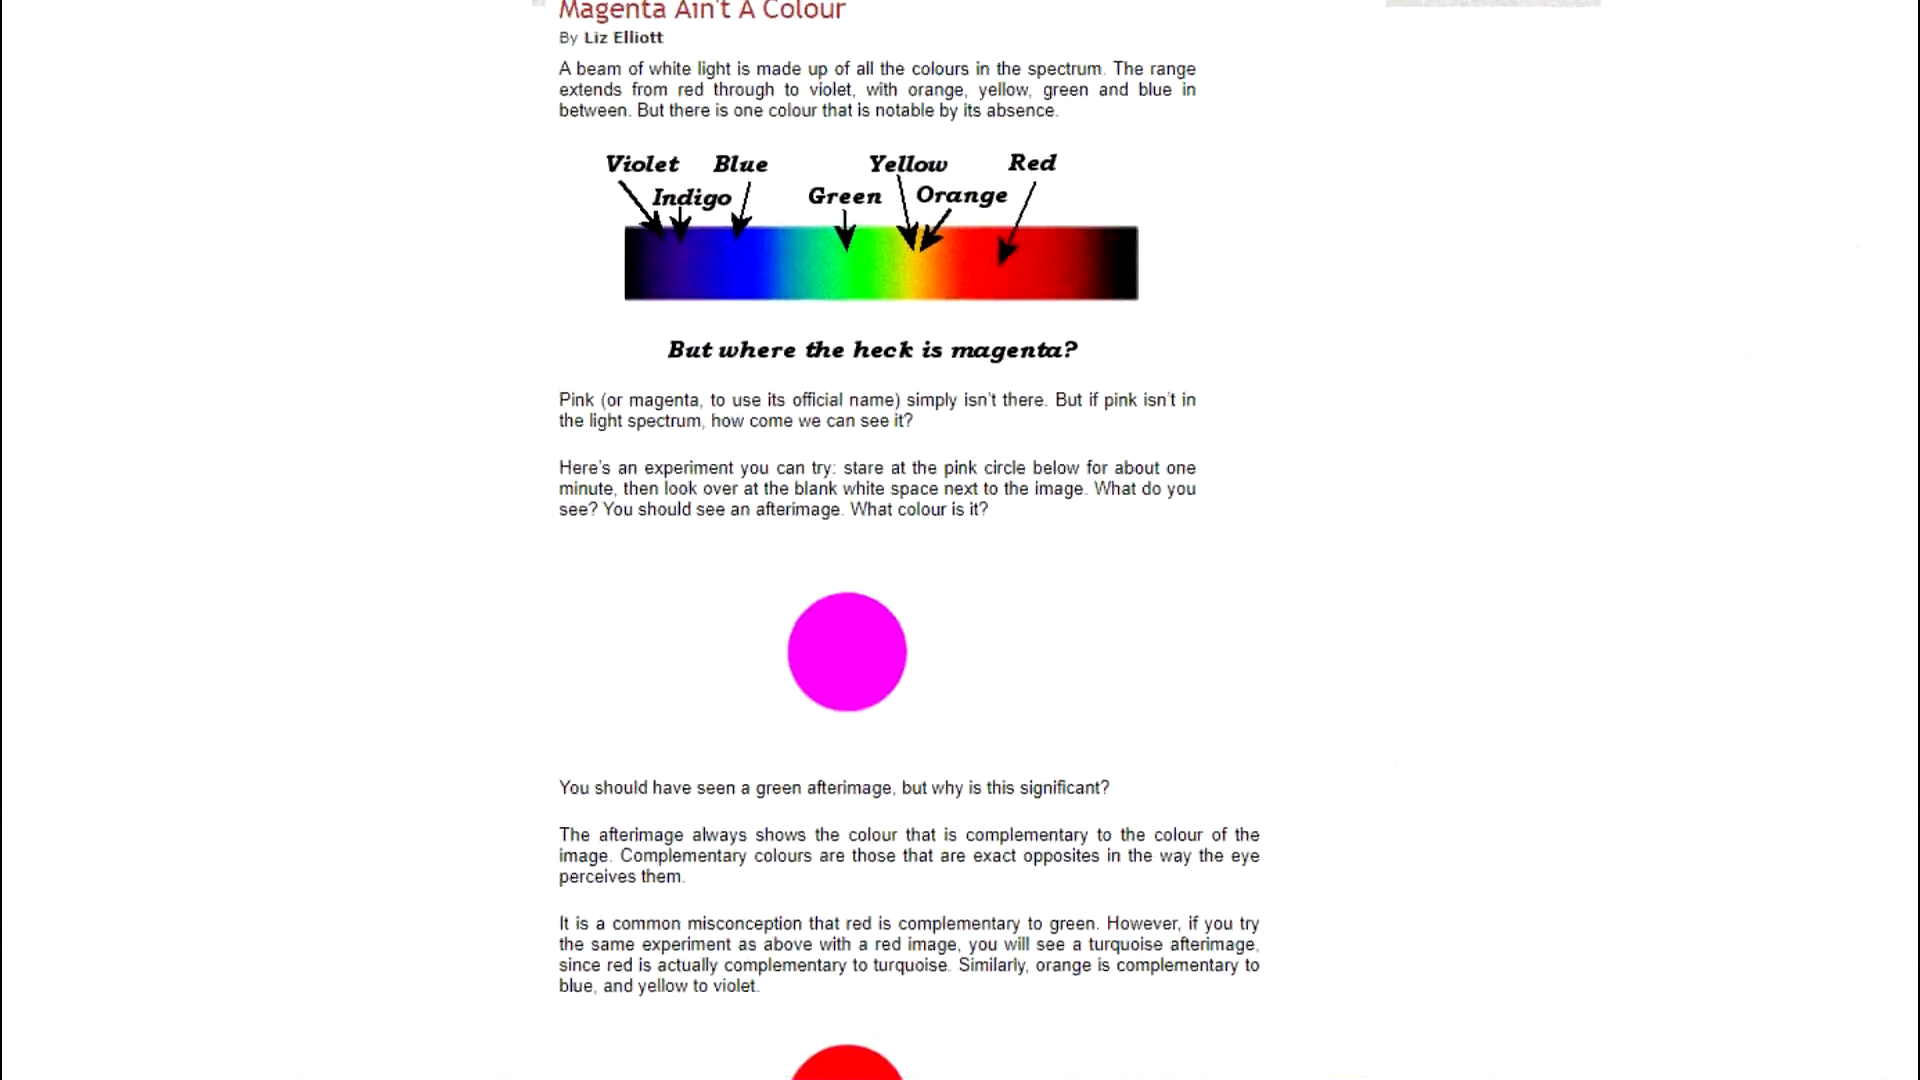 Magenta Ain't A Colour
By Liz Elliott
A beam of white light is made up of all the colours in the spectrum. The range
extends from red through to violet, with orange, yellow, green and blue in
between. But there is one colour that is notable by its absence.
Violet Blue Yellow Red
Indigo Green Orange
But where the heck is magenta?
Pink (or magenta, to use its official name) simply isn't there. But if pink isn't in
the light spectrum, how come we can see it?
Here's an experiment you can try: stare at the pink circle below for about one
minute, then look over at the blank white space next to the image. What do you
see? You should see an afterimage. What colour is it?
You should have seen a green afterimage, but why is this significant?
The afterimage always shows the colour that is complementary to the colour of the
image. Complementary colours are those that are exact opposites in the way the eye
perceives them.
It is a common misconception that red is complementary to green. However, if you try
the same experiment as above with a red image, you will see a turquoise afterimage,
since red is actually complementary to turquoise. Similarly, orange is complementary to
blue, and yellow to violet.